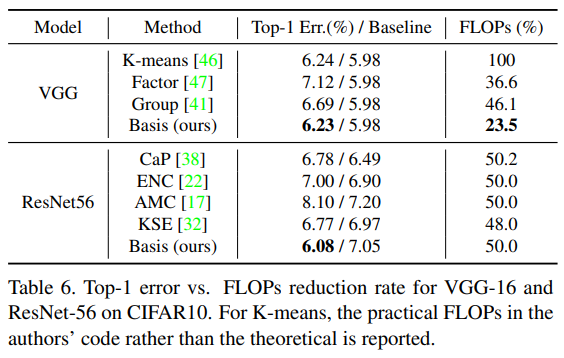 Model Method Top-1 Err.(%) / Baseline FLOPs (%)
VGG
K-means [46] 6.24 / 5.98 100
Factor [47] 7.12 / 5.98 36.6
Group [41] 6.69 / 5.98 46.1
Basis (ours) 6.23 / 5.98 23.5
ResNet56
CaP [38] 6.78 / 6.49 50.2
ENC [22] 7.00 / 6.90 50.0
AMC [17] 8.10 / 7.20 50.0
KSE [32] 6.77 / 6.97 48.0
Basis (ours) 6.08 / 7.05 50.0
Table 6. Top-1 error vs. FLOPs reduction rate for VGG-16 and
ResNet-56 on CIFAR10. For K-means, the practical FLOPs in the
authors' code rather than the theoretical is reported.